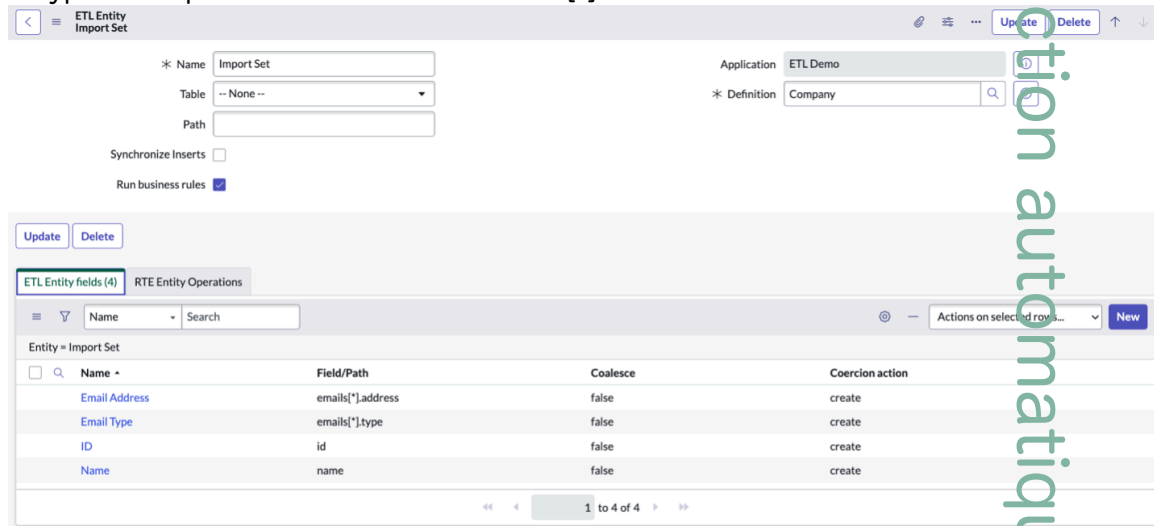 ETL Entity
Import Set
Update
Delete
Name
Import Set
Application
ETL Demo
Table
-- None --
Definition
Company
Path
Synchronize Inserts
Run business rules
Update
Delete
ETL Entity fields (4)
RTE Entity Operations
Name
Search
Actions on selected rows...
New
Entity = Import Set
Name
Field/Path
Coalesce
Coercion action
Email Address
emails[*].address
false
create
Email Type
emails[*].type
false
create
ID
id
false
create
Name
name
false
create
1 to 4 of 4
automatiq